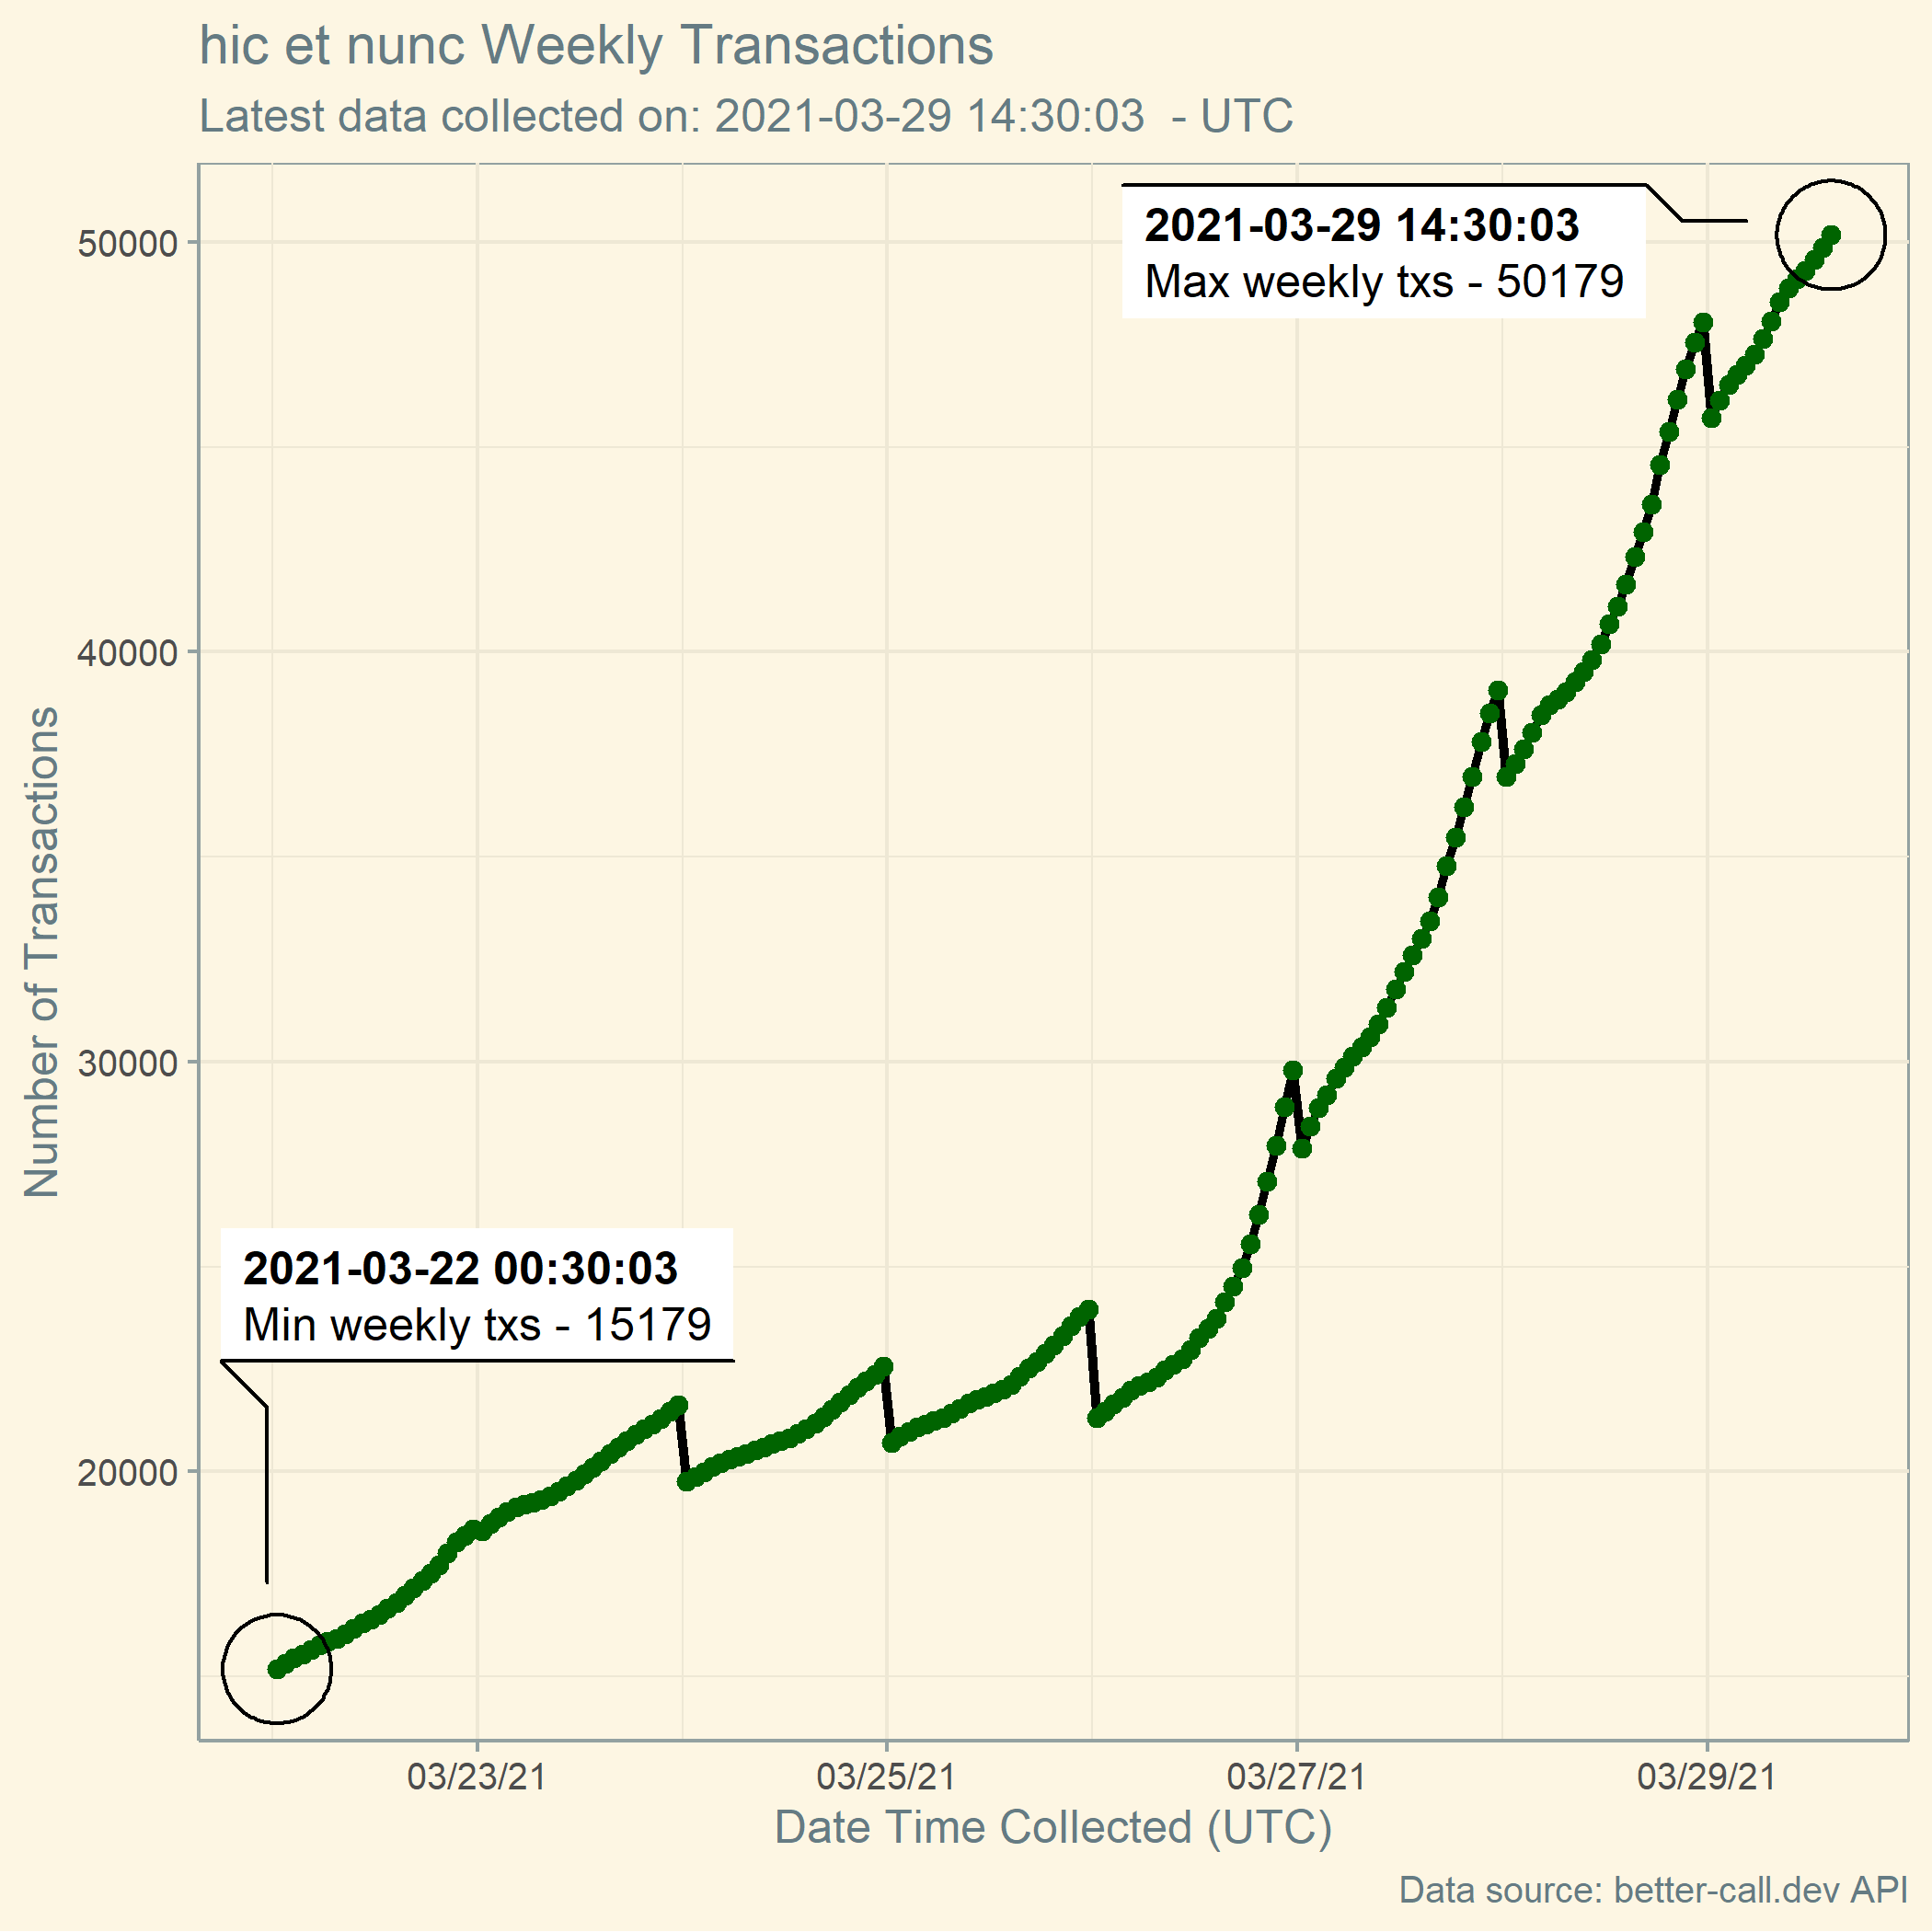 hic et nunc Weekly Transactions
Latest data collected on: 2021-03-29 14:30:03  - UTC
Number of Transactions
50000
40000
30000
20000
2021-03-29 14:30:03
Max weekly txs - 50179
2021-03-22 00:30:03
Min weekly txs - 15179
03/23/21
03/25/21
03/27/21
03/29/21
Date Time Collected (UTC)
Data source: better-call.dev API